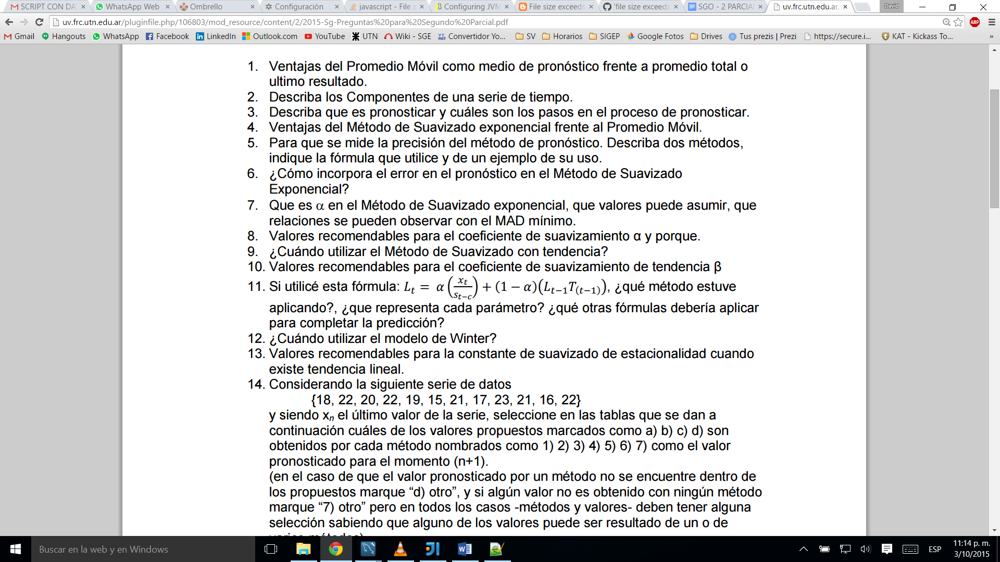 SCRIPT CON DA
WhatsApp Web
Ombrello
Configuración
javascript - File s
Configuring JVM
File size exceeds
'file size exceeds
SGO - 2 PARCIA
uv.frc.utn.edu.ar
David
uv.frc.utn.edu.ar/pluginfile.php/106803/mod_resource/content/2/2015-Sg-Preguntas%20para%20Segundo%20Parcial.pdf
ABP
Gmail Hangouts WhatsApp Facebook LinkedIn Outlook.com YouTube UTN Wiki - SGE Convertidor Yo... SV Horarios SIGEP Google Fotos Drives Tus prezis | Prezi https://secure.i... KAT - Kickass To... »
1. Ventajas del Promedio Móvil como medio de pronóstico frente a promedio total o
ultimo resultado.
2. Describa los Componentes de una serie de tiempo.
3. Describa que es pronosticar y cuáles son los pasos en el proceso de pronosticar.
4. Ventajas del Método de Suavizado exponencial frente al Promedio Móvil.
5. Para que se mide la precisión del método de pronóstico. Describa dos métodos,
indique la fórmula que utilice y de un ejemplo de su uso.
6. ¿Cómo incorpora el error en el pronóstico en el Método de Suavizado
Exponencial?
7. Que es α en el Método de Suavizado exponencial, que valores puede asumir, que
relaciones se pueden observar con el MAD mínimo.
8. Valores recomendables para el coeficiente de suavizamiento α y porque.
9. ¿Cuándo utilizar el Método de Suavizado con tendencia?
10. Valores recomendables para el coeficiente de suavizamiento de tendencia β
11. Si utilicé esta fórmula: L_t = α (x_t / s_{t−c}) + (1 − α)(L_{t−1}T_{(t−1)}), ¿qué método estuve
aplicando?, ¿que representa cada parámetro? ¿qué otras fórmulas debería aplicar
para completar la predicción?
12. ¿Cuándo utilizar el modelo de Winter?
13. Valores recomendables para la constante de suavizado de estacionalidad cuando
existe tendencia lineal.
14. Considerando la siguiente serie de datos
{18, 22, 20, 22, 19, 15, 21, 17, 23, 21, 16, 22}
y siendo x_n el último valor de la serie, seleccione en las tablas que se dan a
continuación cuáles de los valores propuestos marcados como a) b) c) d) son
obtenidos por cada método nombrados como 1) 2) 3) 4) 5) 6) 7) como el valor
pronosticado para el momento (n+1).
(en el caso de que el valor pronosticado por un método no se encuentre dentro de
los propuestos marque “d) otro”, y si algún valor no es obtenido con ningún método
marque “7) otro” pero en todos los casos -métodos y valores- deben tener alguna
selección sabiendo que alguno de los valores puede ser resultado de un o de
varios métodos)
Buscar en la web y en Windows
ESP
11:14 p. m.
3/10/2015